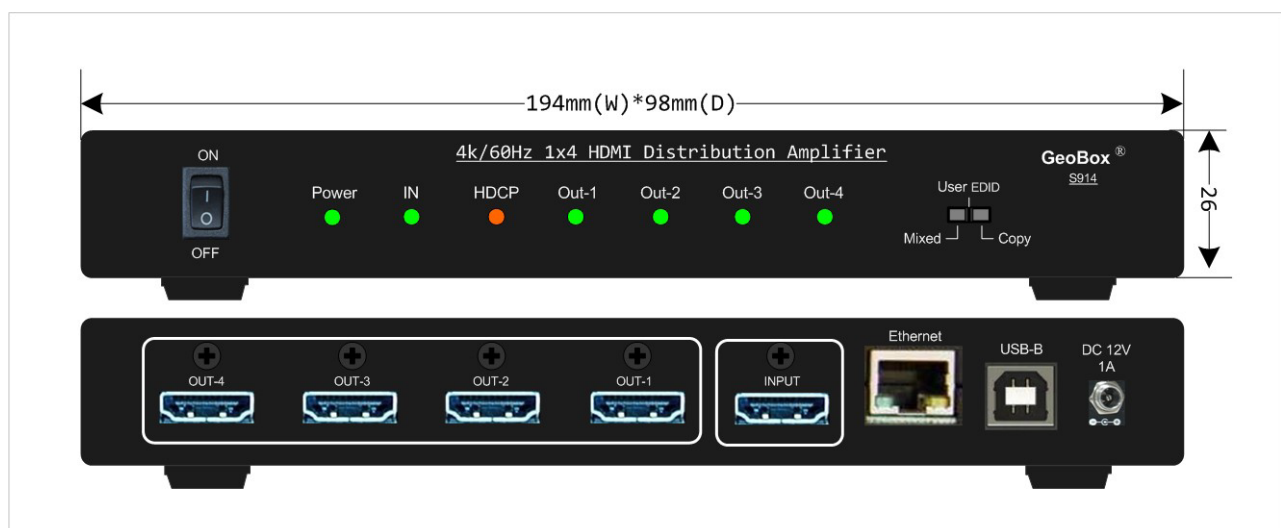 194mm(W)*98mm(D)
4k/60Hz 1x4 HDMI Distribution Amplifier
GeoBox ®
S914
ON
OFF
Power IN HDCP Out-1 Out-2 Out-3 Out-4
User EDID
Mixed Copy
26
Ethernet
USB-B
DC 12V
1A
OUT-4 OUT-3 OUT-2 OUT-1 INPUT